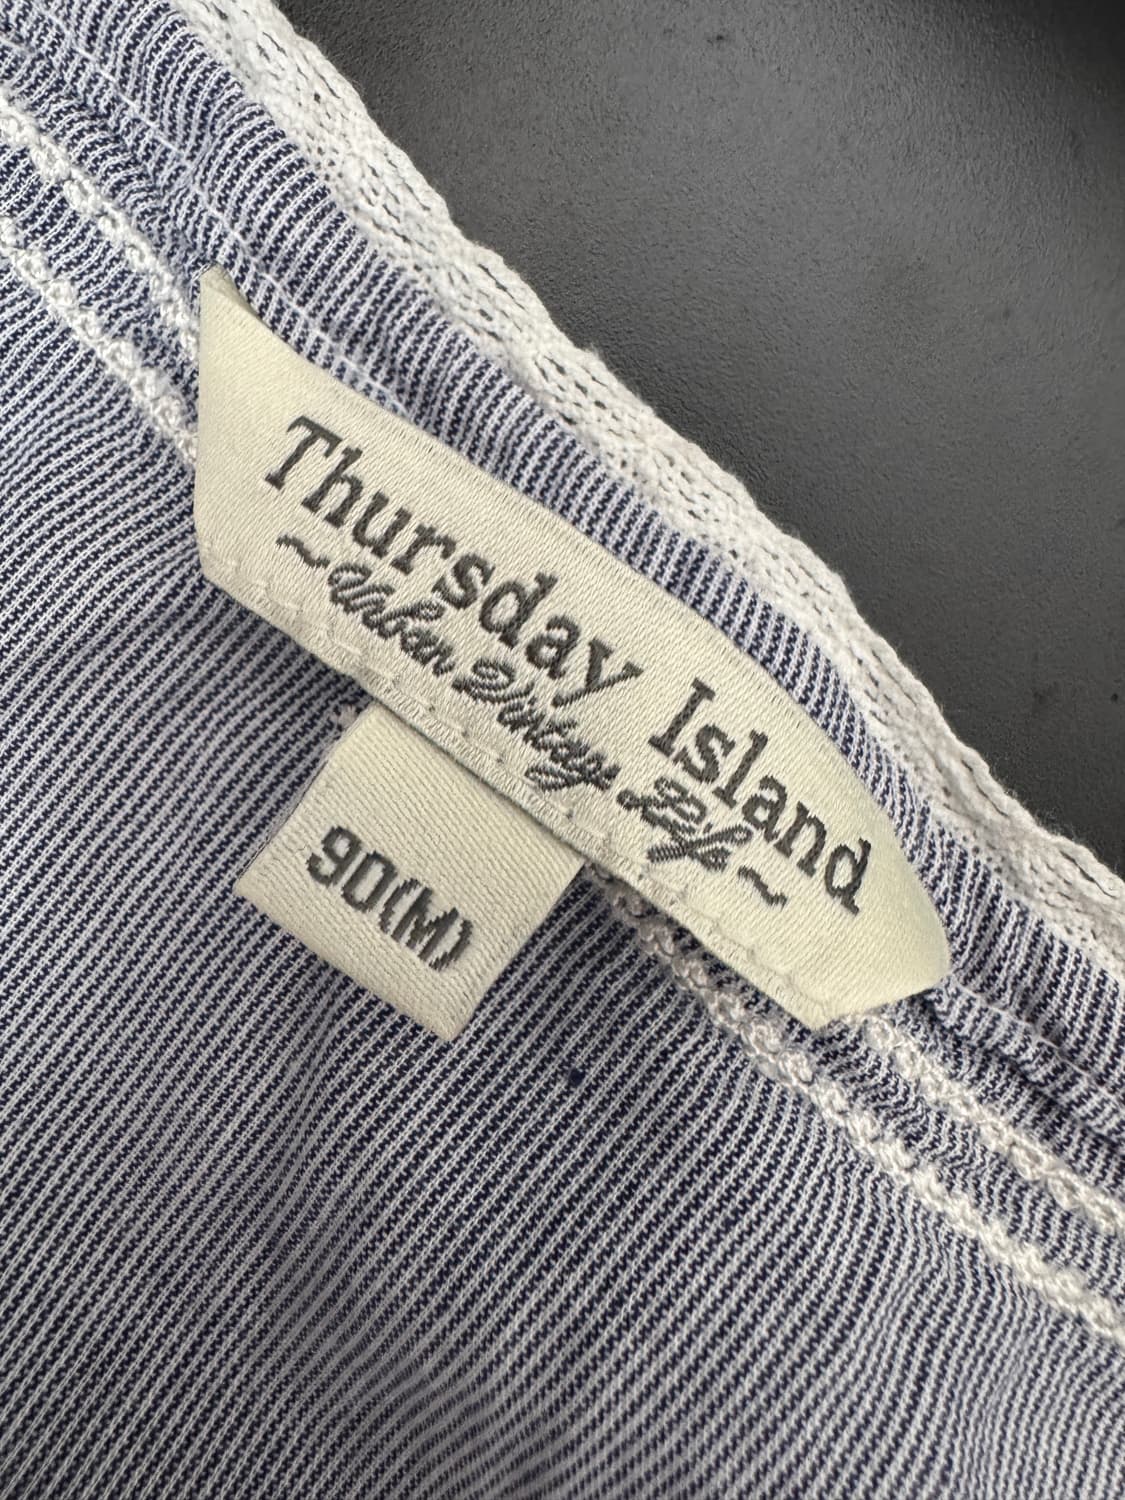 Thursday Island
~Urban Vintage Life~
90(M)